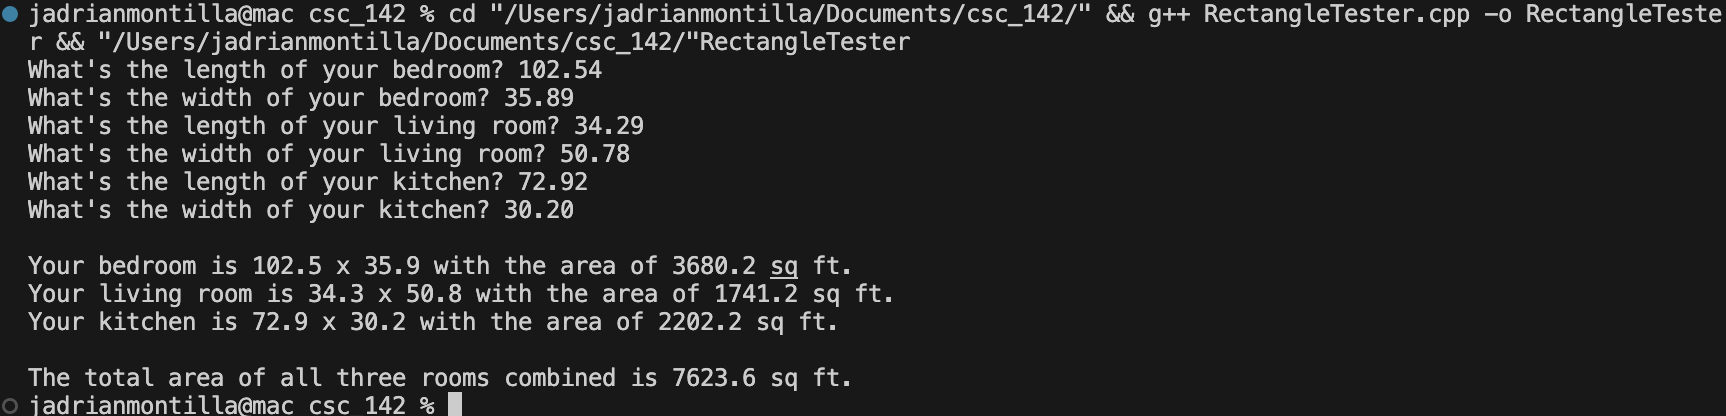 jadrianmontilla@mac csc_142 % cd "/Users/jadrianmontilla/Documents/csc_142/" && g++ RectangleTester.cpp -o RectangleTeste
r && "/Users/jadrianmontilla/Documents/csc_142/"RectangleTester
What's the length of your bedroom? 102.54
What's the width of your bedroom? 35.89
What's the length of your living room? 34.29
What's the width of your living room? 50.78
What's the length of your kitchen? 72.92
What's the width of your kitchen? 30.20
Your bedroom is 102.5 x 35.9 with the area of 3680.2 sq ft.
Your living room is 34.3 x 50.8 with the area of 1741.2 sq ft.
Your kitchen is 72.9 x 30.2 with the area of 2202.2 sq ft.
The total area of all three rooms combined is 7623.6 sq ft.
jadrianmontilla@mac csc_142 %